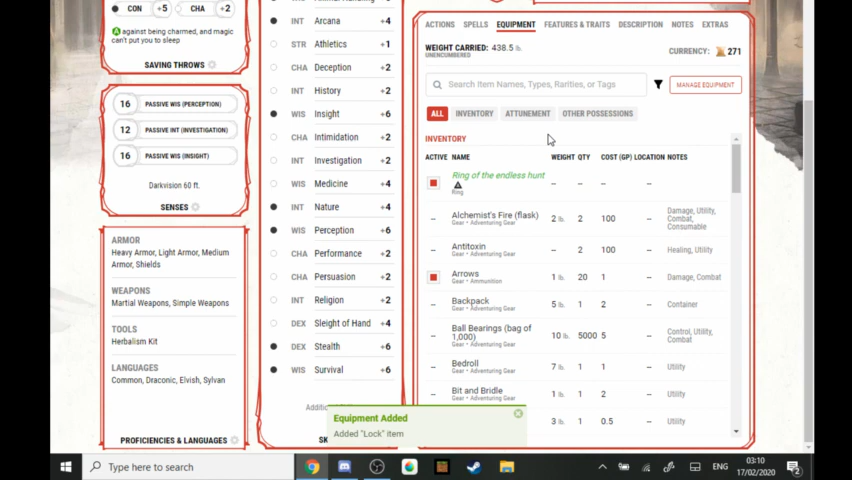 CON +5 CHA +2
against being charmed, and magic
can't put you to sleep
SAVING THROWS
16 PASSIVE WIS (PERCEPTION)
12 PASSIVE INT (INVESTIGATION)
16 PASSIVE WIS (INSIGHT)
Darkvision 60 ft.
SENSES
ARMOR
Heavy Armor, Light Armor, Medium
Armor, Shields
WEAPONS
Martial Weapons, Simple Weapons
TOOLS
Herbalism Kit
LANGUAGES
Common, Draconic, Elvish, Sylvan
PROFICIENCIES & LANGUAGES
INT Arcana +4
STR Athletics +1
CHA Deception +2
INT History +2
WIS Insight +6
CHA Intimidation +2
INT Investigation +2
WIS Medicine +4
INT Nature +4
WIS Perception +6
CHA Performance +2
CHA Persuasion +2
INT Religion +2
DEX Sleight of Hand +4
DEX Stealth +6
WIS Survival +6
ACTIONS SPELLS EQUIPMENT FEATURES & TRAITS DESCRIPTION NOTES EXTRAS
WEIGHT CARRIED: 438.5 lb.
UNENCUMBERED
CURRENCY: 271
Search Item Names, Types, Rarities, or Tags
MANAGE EQUIPMENT
ALL INVENTORY ATTUNEMENT OTHER POSSESSIONS
INVENTORY
ACTIVE NAME WEIGHT QTY COST (GP) LOCATION NOTES
Ring of the endless hunt – – – –
Ring
– Alchemist's Fire (flask) 2 lb. 2 100 – Damage, Utility, Combat, Consumable
Gear • Adventuring Gear
– Antitoxin – 2 100 – Healing, Utility
Gear • Adventuring Gear
Arrows 1 lb. 20 1 – Damage, Combat
Gear • Ammunition
– Backpack 5 lb. 1 2 – Container
Gear • Adventuring Gear
– Ball Bearings (bag of 1,000) 10 lb. 5000 5 – Control, Utility, Combat
Gear • Adventuring Gear
– Bedroll 7 lb. 1 1 – Utility
Gear • Adventuring Gear
– Bit and Bridle 1 lb. 1 2 – Utility
Gear • Adventuring Gear
3 lb. 1 0.5 – Utility
Equipment Added
Added "Lock" item
Type here to search
ENG
03:10
17/02/2020
2